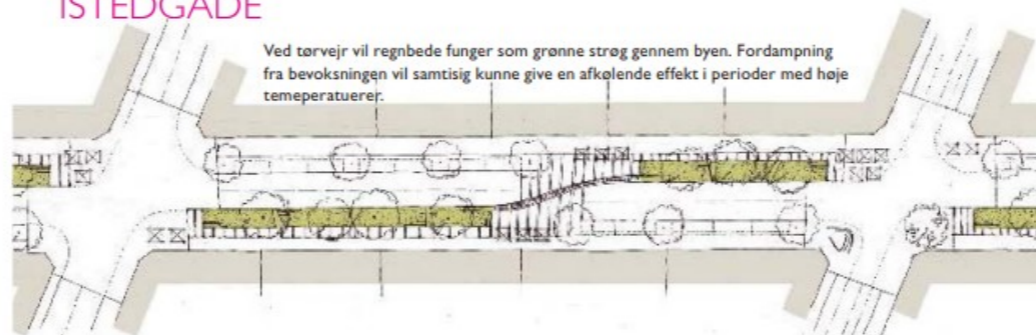 ISTEDGADE
Ved tørvejr vil regnbede funger som grønne strøg gennem byen. Fordampning
fra bevoksningen vil samtisig kunne give en afkølende effekt i perioder med høje
temeperatuerer.